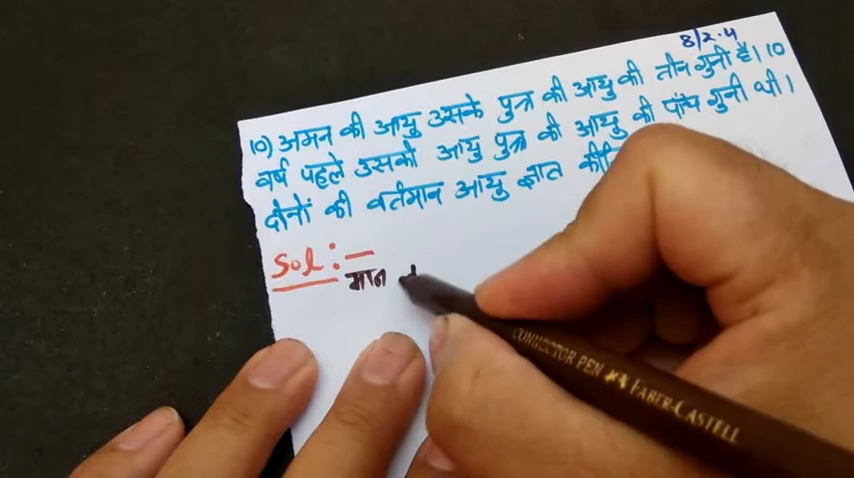 8/2.4
10) अमन की आयु उसके पुत्र की आयु की तीन गुनी है। 10
वर्ष पहले उसकी आयु पुत्र की आयु की पांच गुनी थी।
दोनों की वर्तमान आयु ज्ञात
Sol:-
मान
CONNECTOR PEN FABER-CASTELL